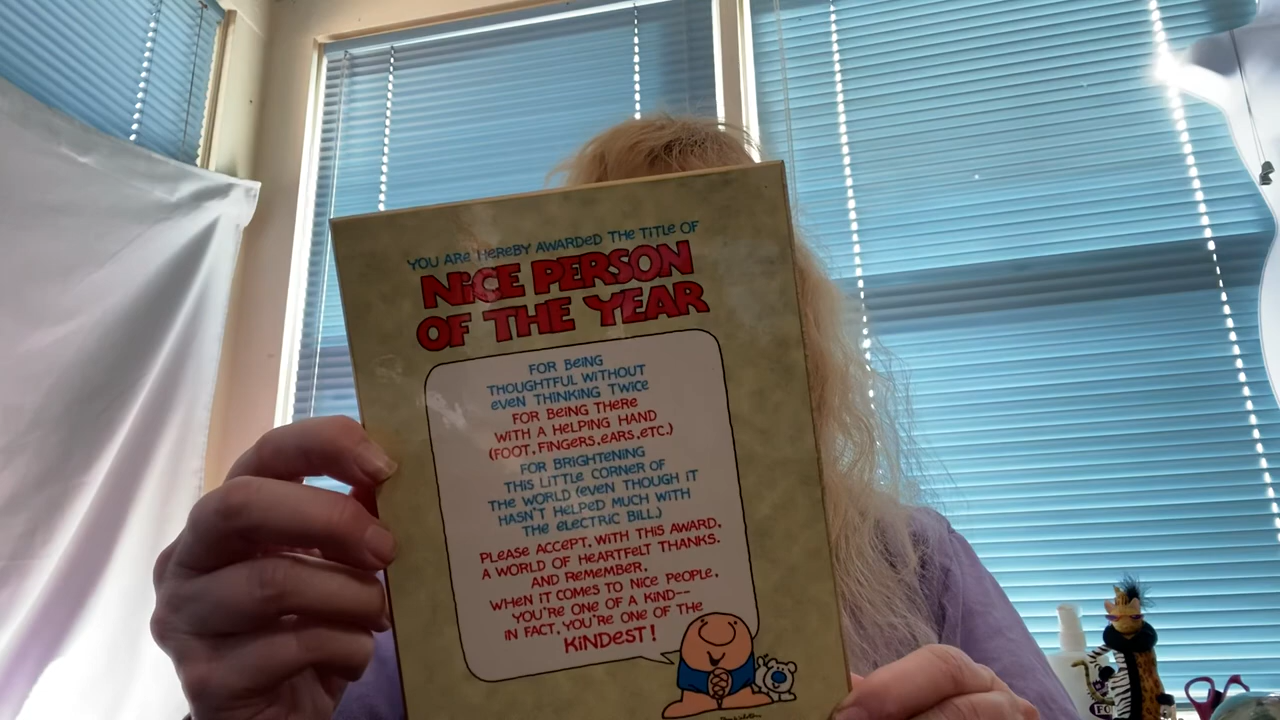 YOU ARE HEREBY AWARDED THE TITLE OF
NiCE PERSON
OF THE YEAR
FOR BeiNG
THOUGHTFUL WITHOUT
eVEN THINKING TWICe
FOR BeiNG THeRe
WITH A HeLPING HAND
(FOOT, FINGeRS, eARS, eTC.)
FOR BRIGHTeNING
THIS LITTLe CORNeR OF
THE WORLD (eVEN THOUGH IT
HASN'T HeLPED MUCH WITH
THE eLeCTRIC BILL.)
PLeASe ACCePT, WITH THIS AWARD,
A WORLD OF HeARTFeLT THANKS.
AND ReMeMBeR,
WHeN IT COMeS TO NiCe PeOPLe,
YOU'Re ONe OF A KiND--
iN FACT, YOU'Re ONe OF THe
KiNDeST!